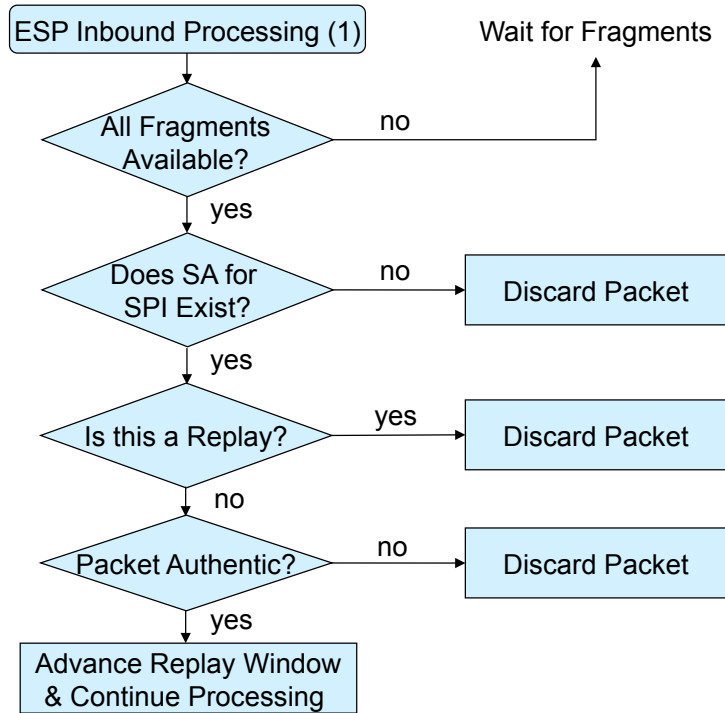 ESP Inbound Processing (1)
Wait for Fragments
All Fragments
Available?
no
yes
Does SA for
SPI Exist?
no
Discard Packet
yes
Is this a Replay?
yes
Discard Packet
no
Packet Authentic?
no
Discard Packet
yes
Advance Replay Window
& Continue Processing